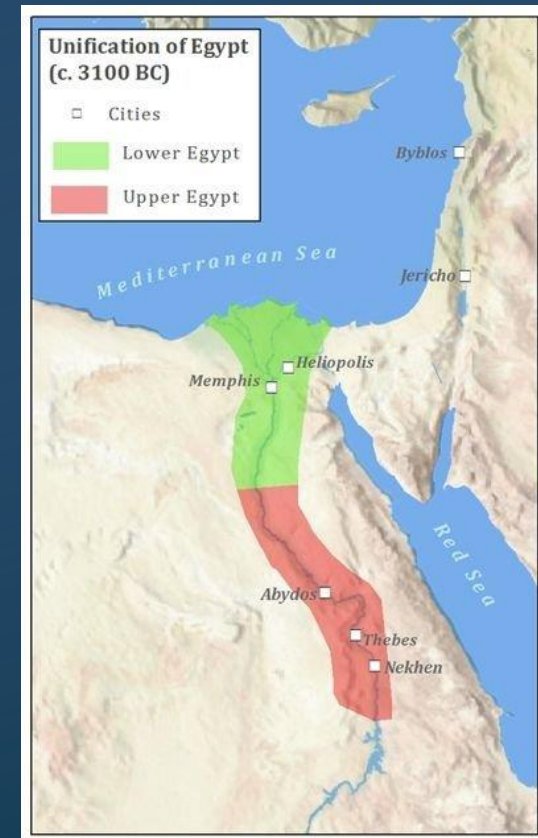 Unification of Egypt
(c. 3100 BC)
Cities
Lower Egypt
Upper Egypt
Byblos
Mediterranean Sea
Jericho
Heliopolis
Memphis
Red Sea
Abydos
Thebes
Nekhen